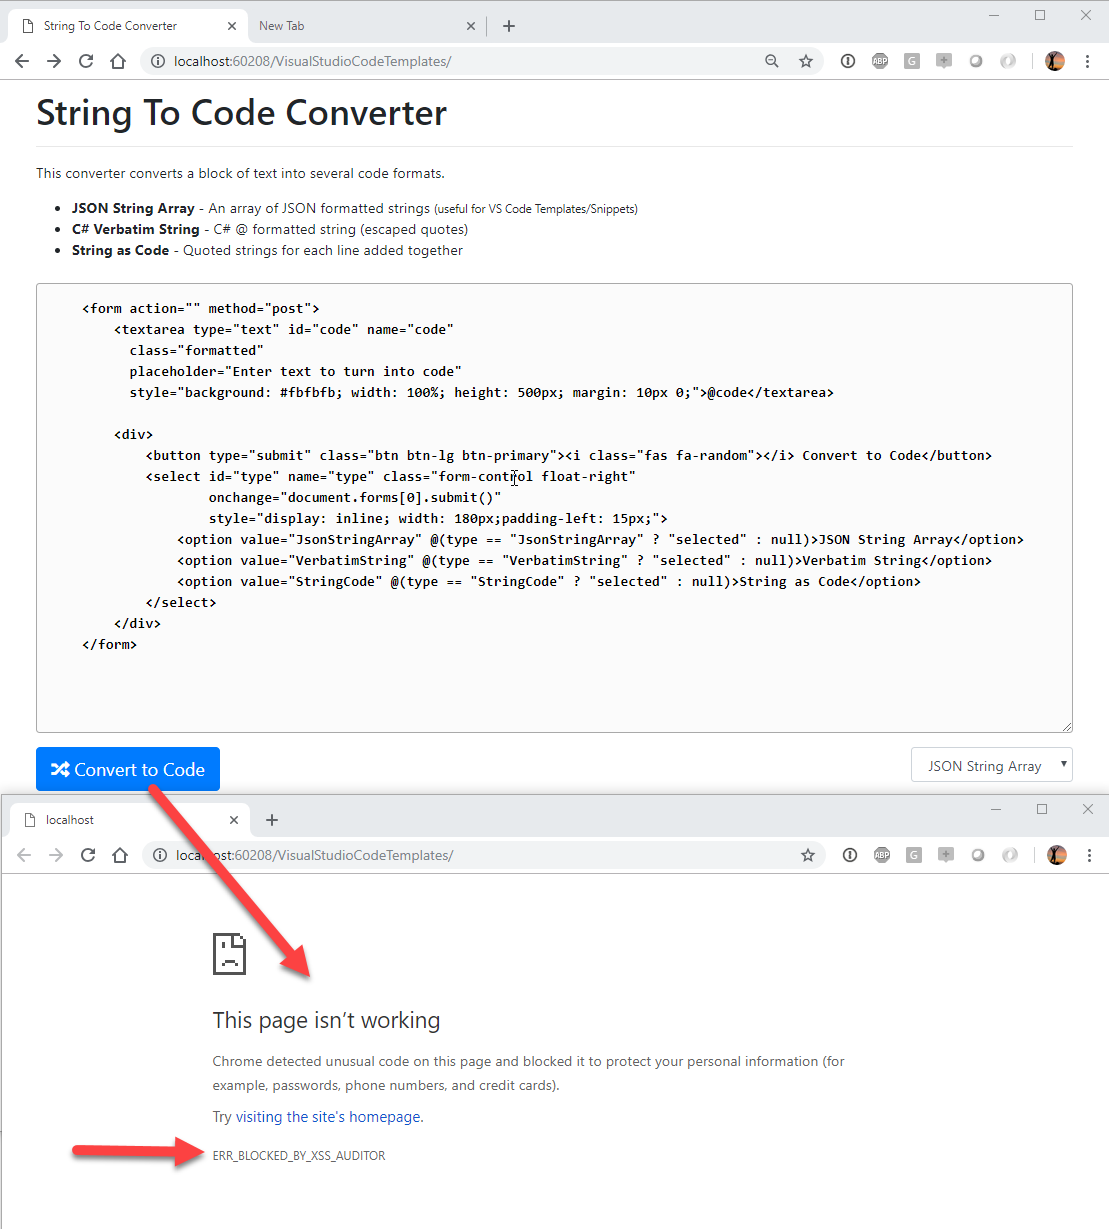 String To Code Converter
New Tab
localhost:60208/VisualStudioCodeTemplates/
ABP
G
String To Code Converter
This converter converts a block of text into several code formats.
• JSON String Array - An array of JSON formatted strings (useful for VS Code Templates/Snippets)
• C# Verbatim String - C# @ formatted string (escaped quotes)
• String as Code - Quoted strings for each line added together
<form action="" method="post">
<textarea type="text" id="code" name="code"
class="formatted"
placeholder="Enter text to turn into code"
style="background: #fbfbfb; width: 100%; height: 500px; margin: 10px 0;">@code</textarea>
<div>
<button type="submit" class="btn btn-lg btn-primary"><i class="fas fa-random"></i> Convert to Code</button>
<select id="type" name="type" class="form-control float-right"
onchange="document.forms[0].submit()"
style="display: inline; width: 180px;padding-left: 15px;">
<option value="JsonStringArray" @(type == "JsonStringArray" ? "selected" : null)>JSON String Array</option>
<option value="VerbatimString" @(type == "VerbatimString" ? "selected" : null)>Verbatim String</option>
<option value="StringCode" @(type == "StringCode" ? "selected" : null)>String as Code</option>
</select>
</div>
</form>
Convert to Code
JSON String Array
localhost
localhost:60208/VisualStudioCodeTemplates/
ABP
G
This page isn't working
Chrome detected unusual code on this page and blocked it to protect your personal information (for
example, passwords, phone numbers, and credit cards).
Try visiting the site's homepage.
ERR_BLOCKED_BY_XSS_AUDITOR